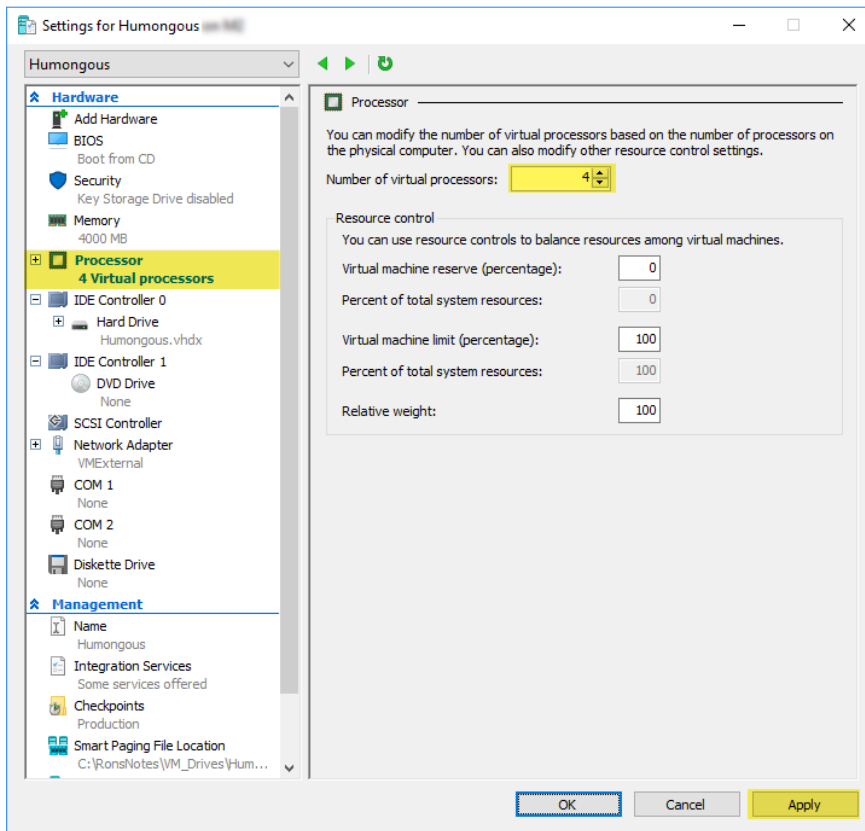 Settings for Humongous
Humongous
Hardware
Add Hardware
BIOS
Boot from CD
Security
Key Storage Drive disabled
Memory
4000 MB
Processor
4 Virtual processors
IDE Controller 0
Hard Drive
Humongous.vhdx
IDE Controller 1
DVD Drive
None
SCSI Controller
Network Adapter
VMExternal
COM 1
None
COM 2
None
Diskette Drive
None
Management
Name
Humongous
Integration Services
Some services offered
Checkpoints
Production
Smart Paging File Location
C:\RonsNotes\VM_Drives\Hum...
Processor
You can modify the number of virtual processors based on the number of processors on
the physical computer. You can also modify other resource control settings.
Number of virtual processors: 4
Resource control
You can use resource controls to balance resources among virtual machines.
Virtual machine reserve (percentage): 0
Percent of total system resources: 0
Virtual machine limit (percentage): 100
Percent of total system resources: 100
Relative weight: 100
OK Cancel Apply